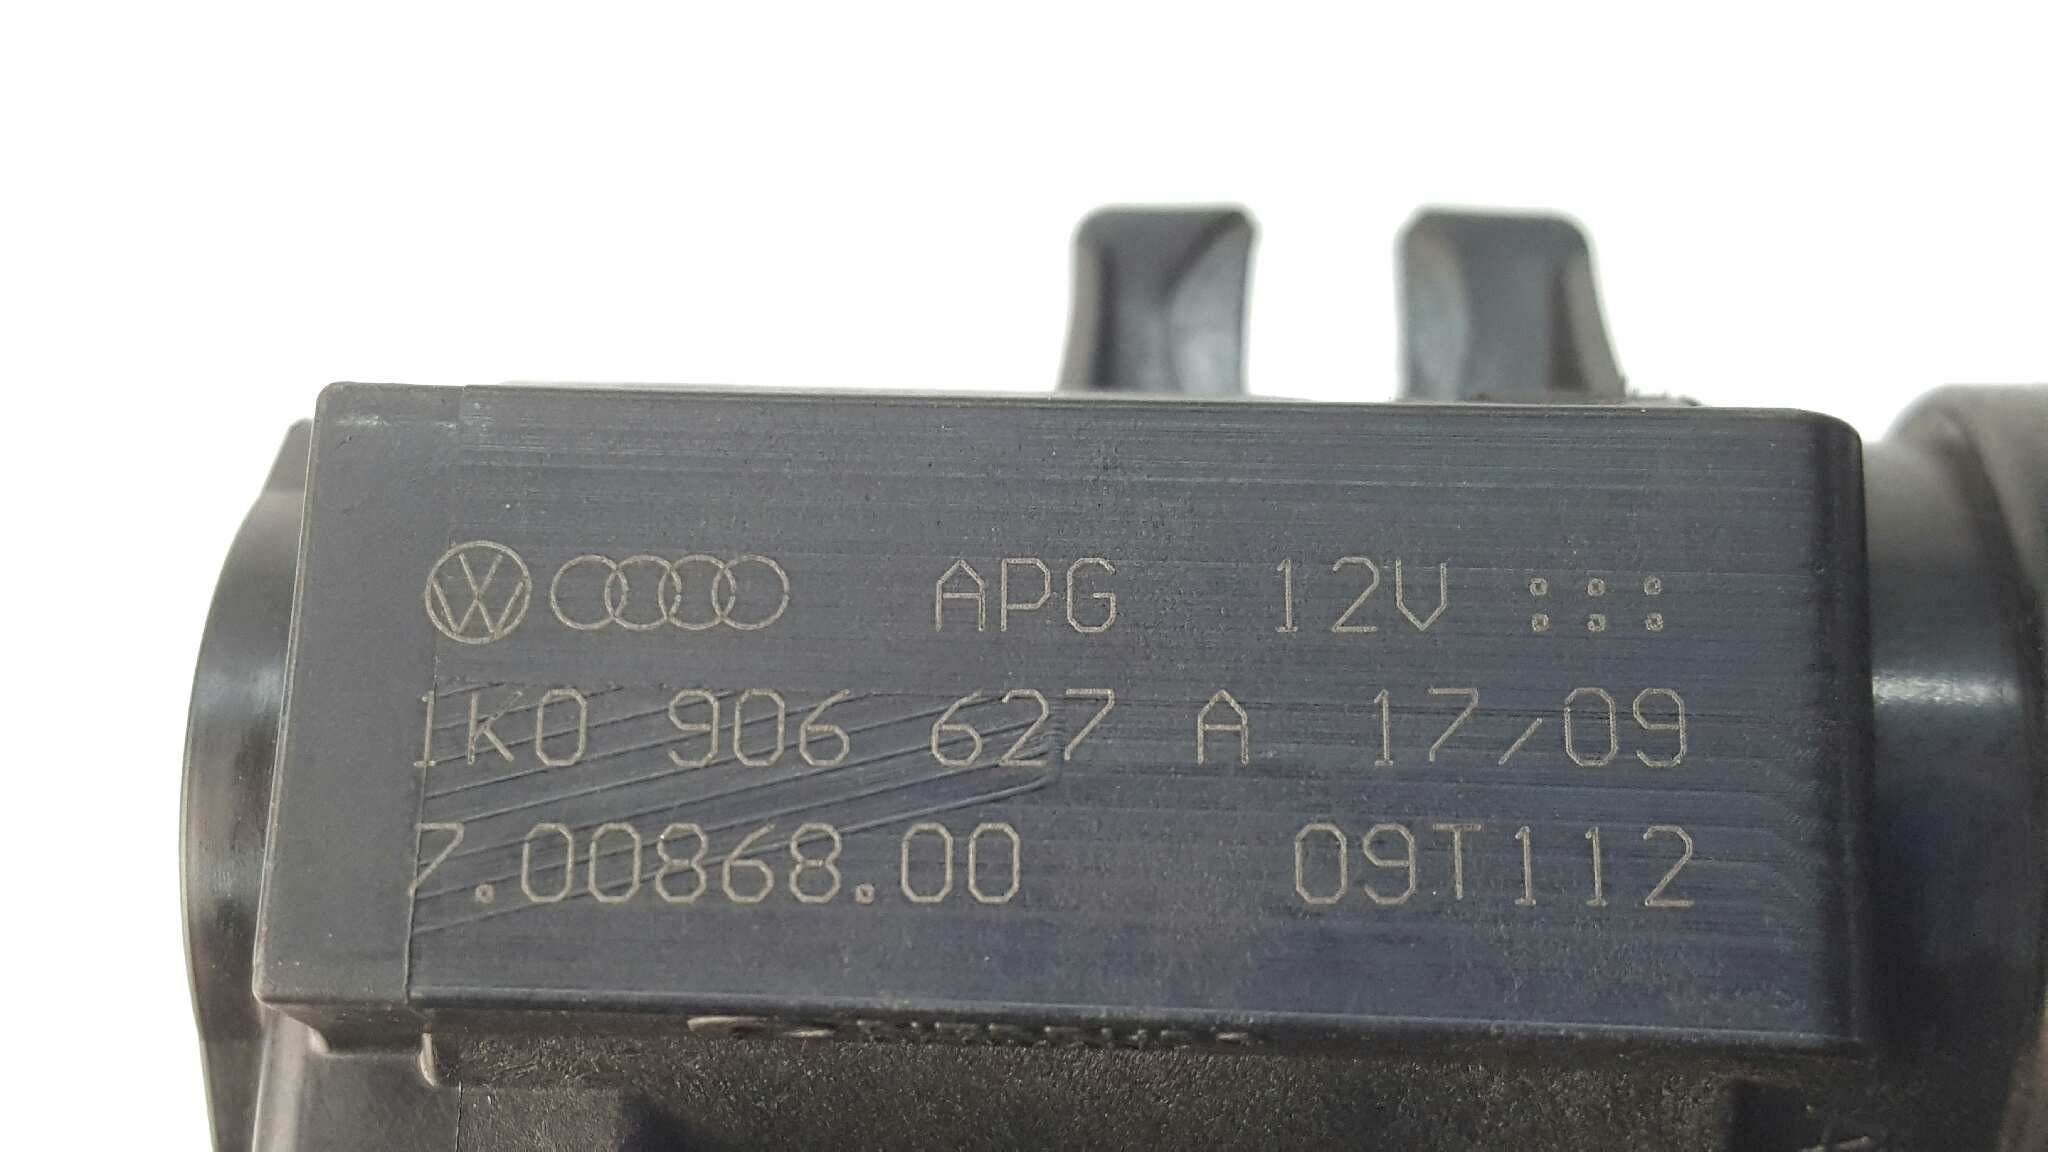 APG 12V
1K0 906 627 A 17/09
7.00868.00 09T112